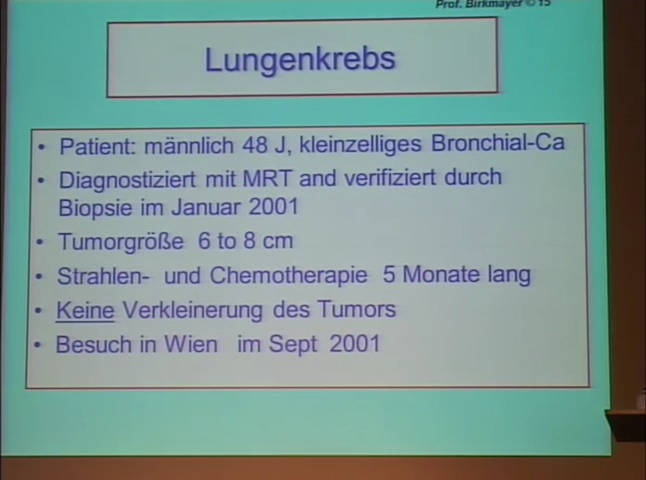 Prof. Birkmayer © 15
Lungenkrebs
• Patient: männlich 48 J, kleinzelliges Bronchial-Ca
• Diagnostiziert mit MRT and verifiziert durch
Biopsie im Januar 2001
• Tumorgröße 6 to 8 cm
• Strahlen- und Chemotherapie 5 Monate lang
• Keine Verkleinerung des Tumors
• Besuch in Wien im Sept 2001